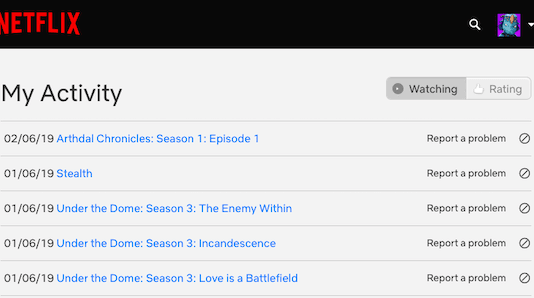 NETFLIX
My Activity
Watching Rating
02/06/19 Arthdal Chronicles: Season 1: Episode 1 Report a problem
01/06/19 Stealth Report a problem
01/06/19 Under the Dome: Season 3: The Enemy Within Report a problem
01/06/19 Under the Dome: Season 3: Incandescence Report a problem
01/06/19 Under the Dome: Season 3: Love is a Battlefield Report a problem